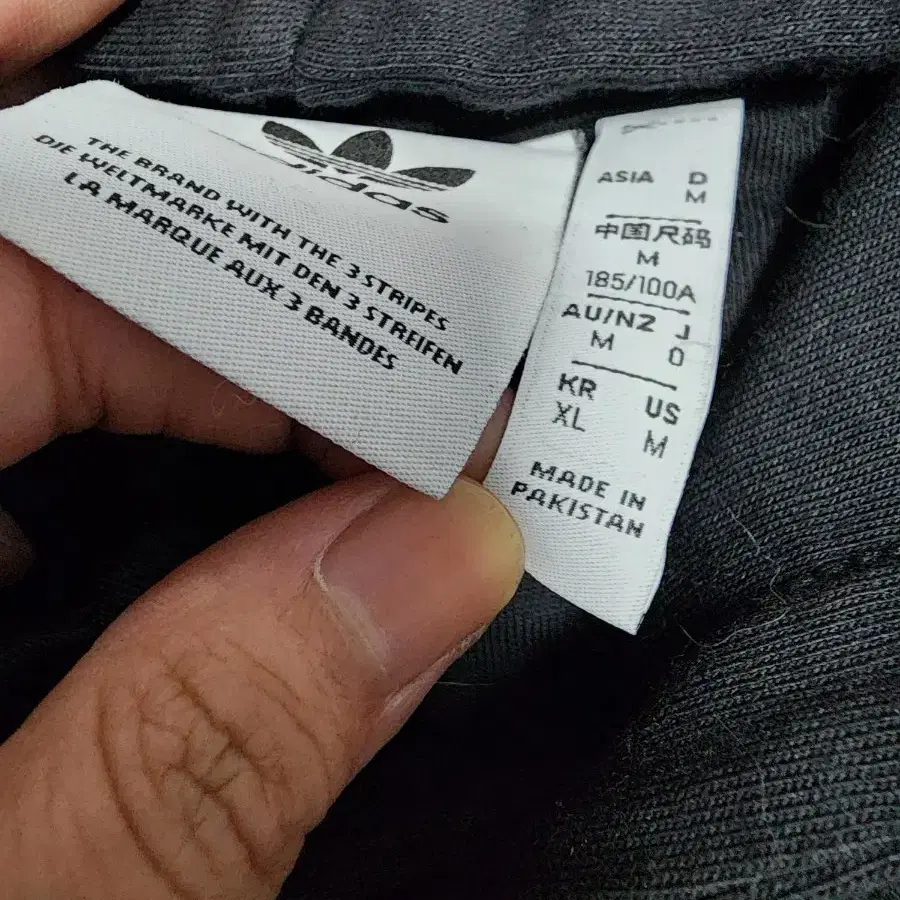 adidas
THE BRAND WITH THE 3 STRIPES
DIE WELTMARKE MIT DEN 3 STREIFEN
LA MARQUE AUX 3 BANDES
ASIA D
M
中国尺码
M
185/100A
AU/NZ J
M O
KR US
XL M
MADE IN
PAKISTAN